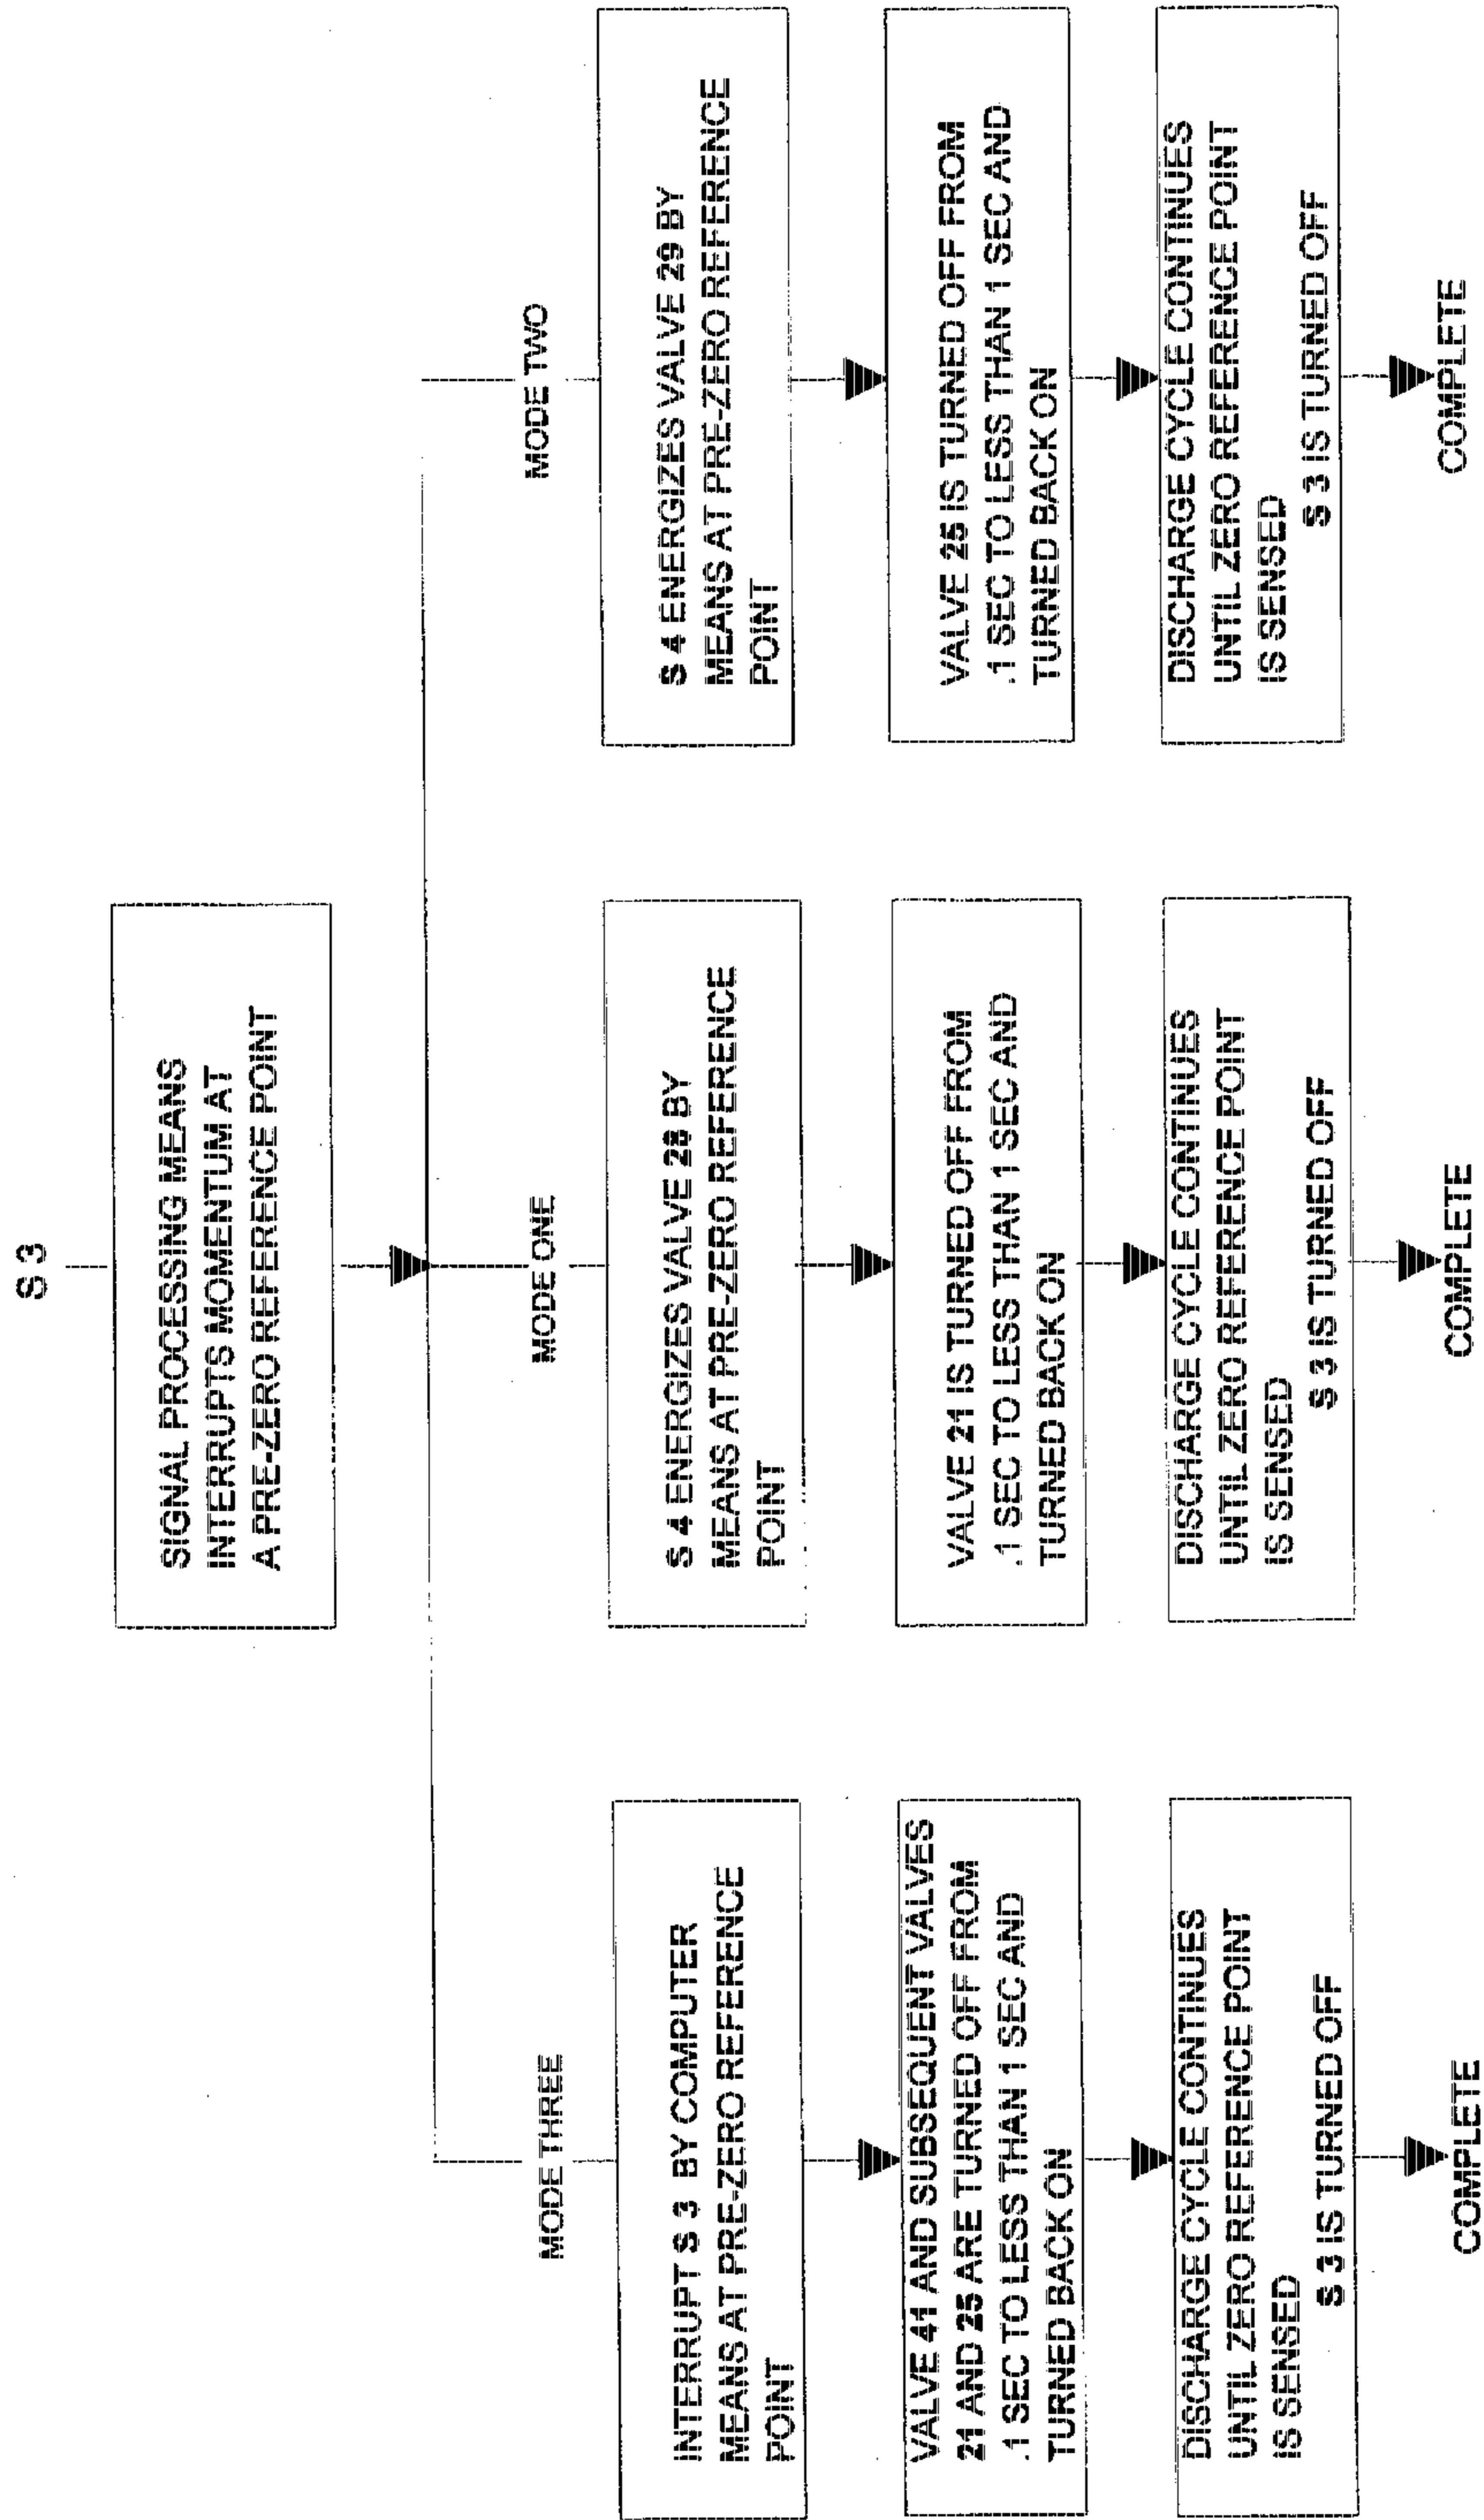 S 3
SIGNAL PROCESSING MEANS
INTERRUPTS MOMENTUM AT
A PRE-ZERO REFERENCE POINT
MODE THREE
INTERRUPT S 3 BY COMPUTER
MEANS AT PRE-ZERO REFERENCE
POINT
VALVE 41 AND SUBSEQUENT VALVES
21 AND 25 ARE TURNED OFF FROM
.1 SEC TO LESS THAN 1 SEC AND
TURNED BACK ON
DISCHARGE CYCLE CONTINUES
UNTIL ZERO REFERENCE POINT
IS SENSED
S 3 IS TURNED OFF
COMPLETE
MODE ONE
S 4 ENERGIZES VALVE 28 BY
MEANS AT PRE-ZERO REFERENCE
POINT
VALVE 21 IS TURNED OFF FROM
.1 SEC TO LESS THAN 1 SEC AND
TURNED BACK ON
DISCHARGE CYCLE CONTINUES
UNTIL ZERO REFERENCE POINT
IS SENSED
S 3 IS TURNED OFF
COMPLETE
MODE TWO
S 4 ENERGIZES VALVE 29 BY
MEANS AT PRE-ZERO REFERENCE
POINT
VALVE 25 IS TURNED OFF FROM
.1 SEC TO LESS THAN 1 SEC AND
TURNED BACK ON
DISCHARGE CYCLE CONTINUES
UNTIL ZERO REFERENCE POINT
IS SENSED
S 3 IS TURNED OFF
COMPLETE